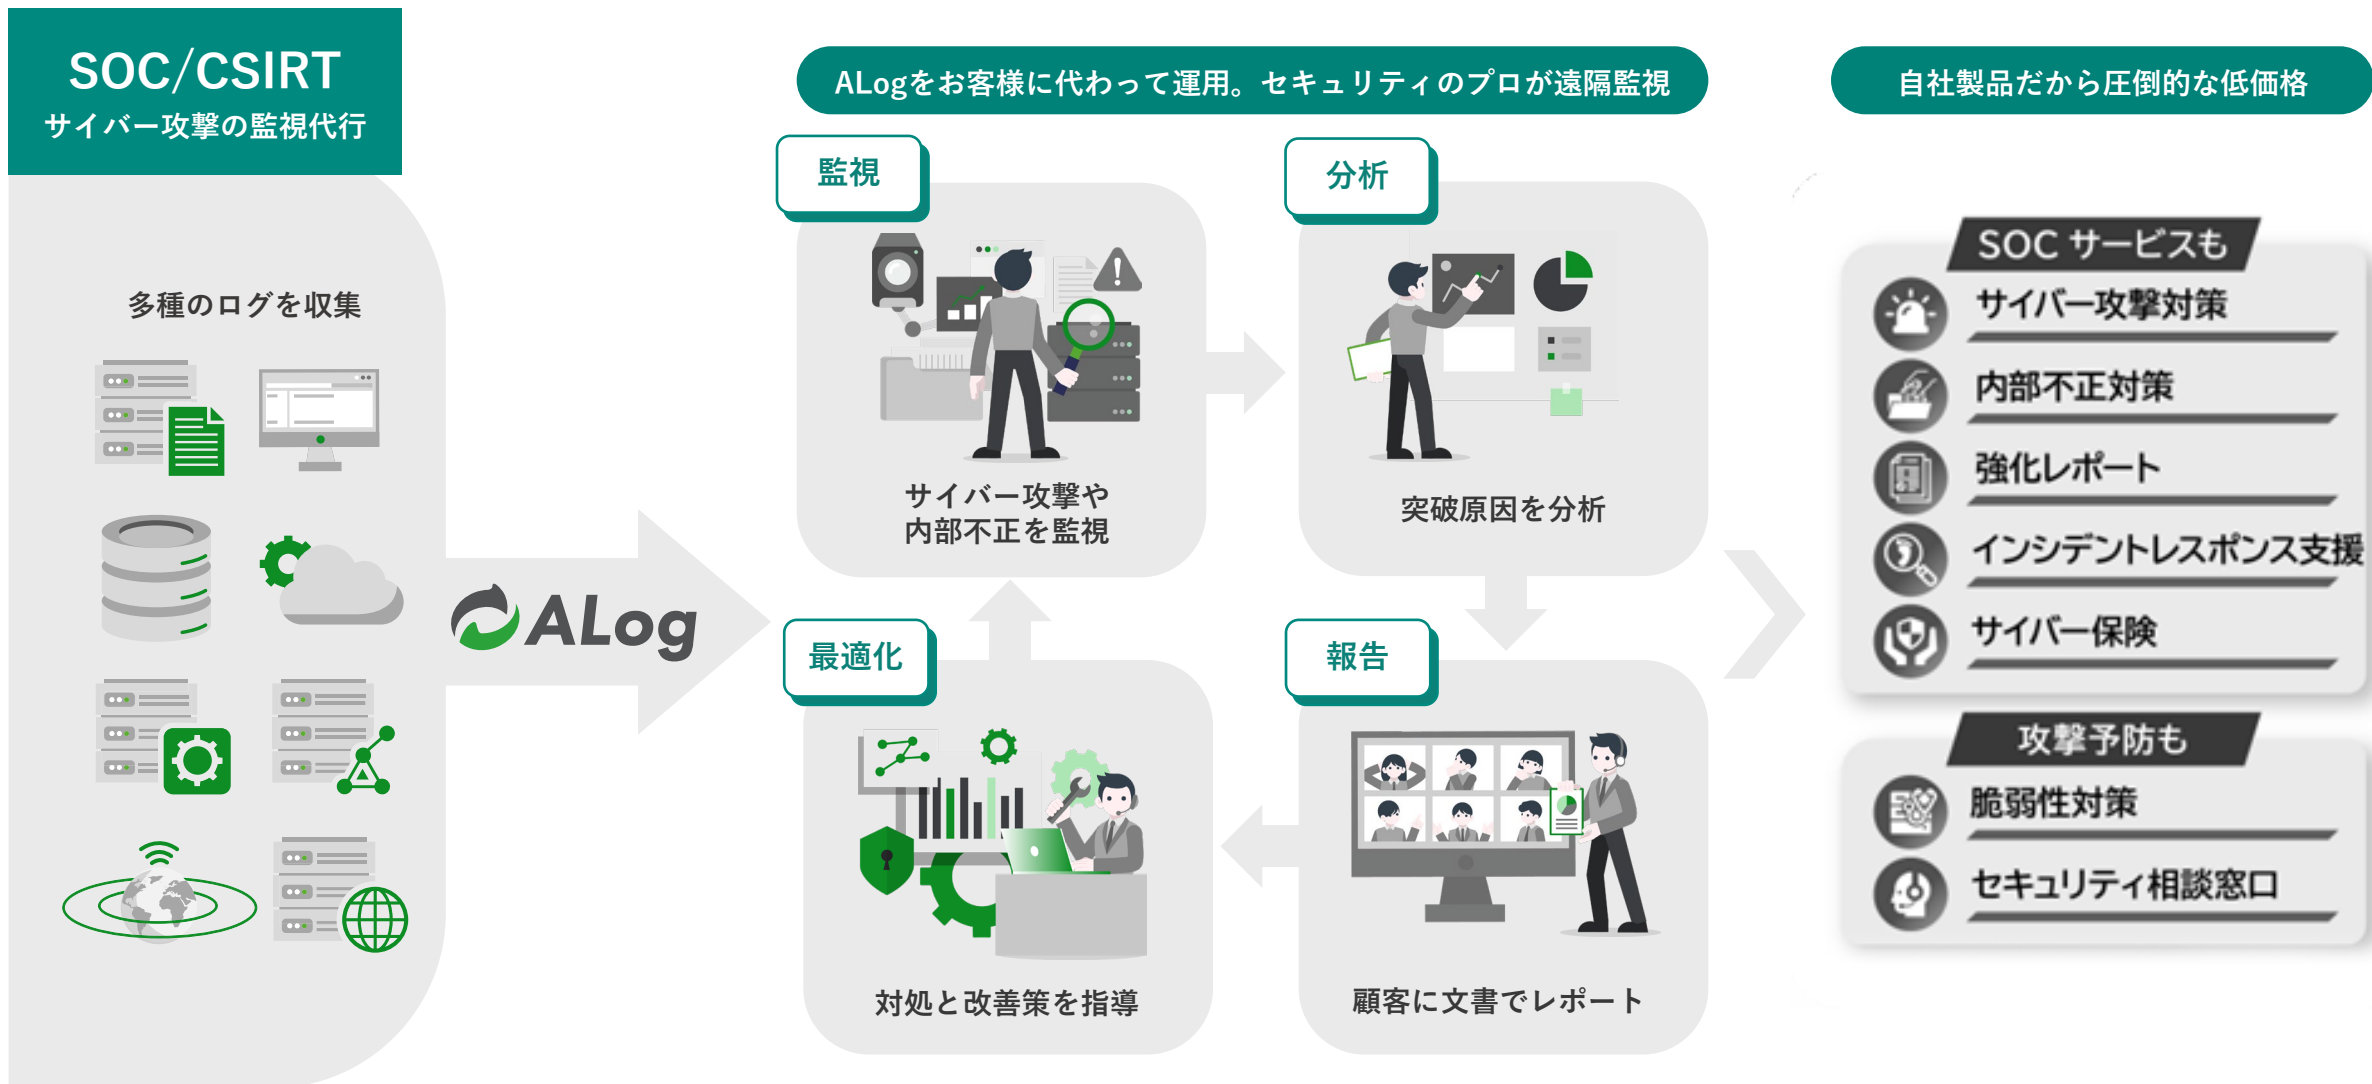 SOC/CSIRT
サイバー攻撃の監視代行
多種のログを収集
ALog
ALogをお客様に代わって運用。セキュリティのプロが遠隔監視
監視
サイバー攻撃や
内部不正を監視
分析
突破原因を分析
最適化
対処と改善策を指導
報告
顧客に文書でレポート
自社製品だから圧倒的な低価格
SOC サービスも
サイバー攻撃対策
内部不正対策
強化レポート
インシデントレスポンス支援
サイバー保険
攻撃予防も
脆弱性対策
セキュリティ相談窓口